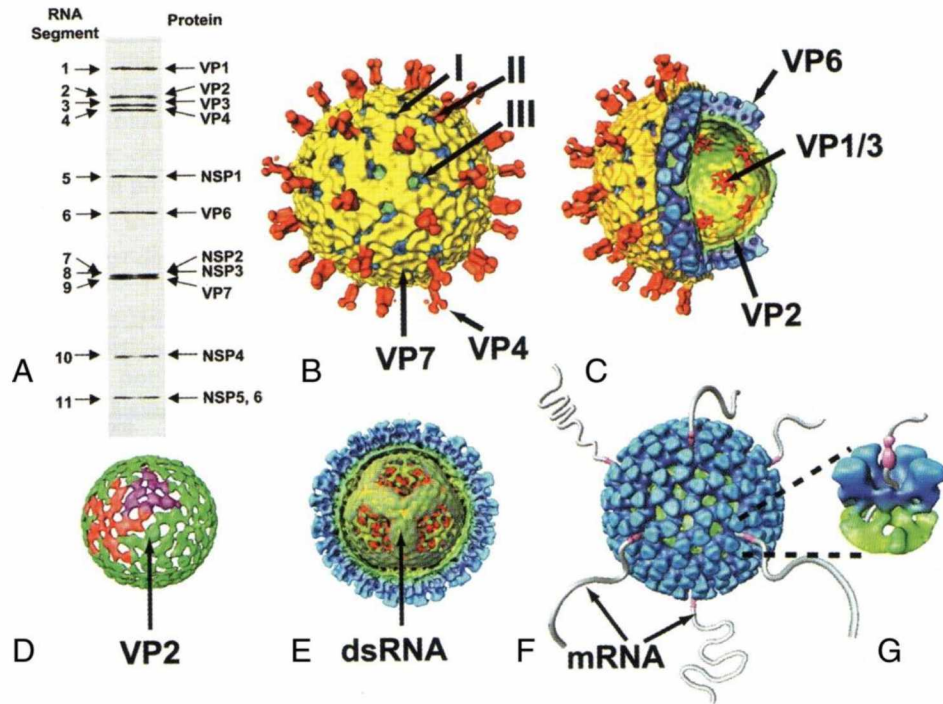 RNA
Segment
Protein
1
2
3
4
5
6
7
8
9
10
11
VP1
VP2
VP3
VP4
NSP1
VP6
NSP2
NSP3
VP7
NSP4
NSP5, 6
A
I
II
III
VP7
VP4
B
VP6
VP1/3
VP2
C
VP2
D
dsRNA
E
mRNA
F
G